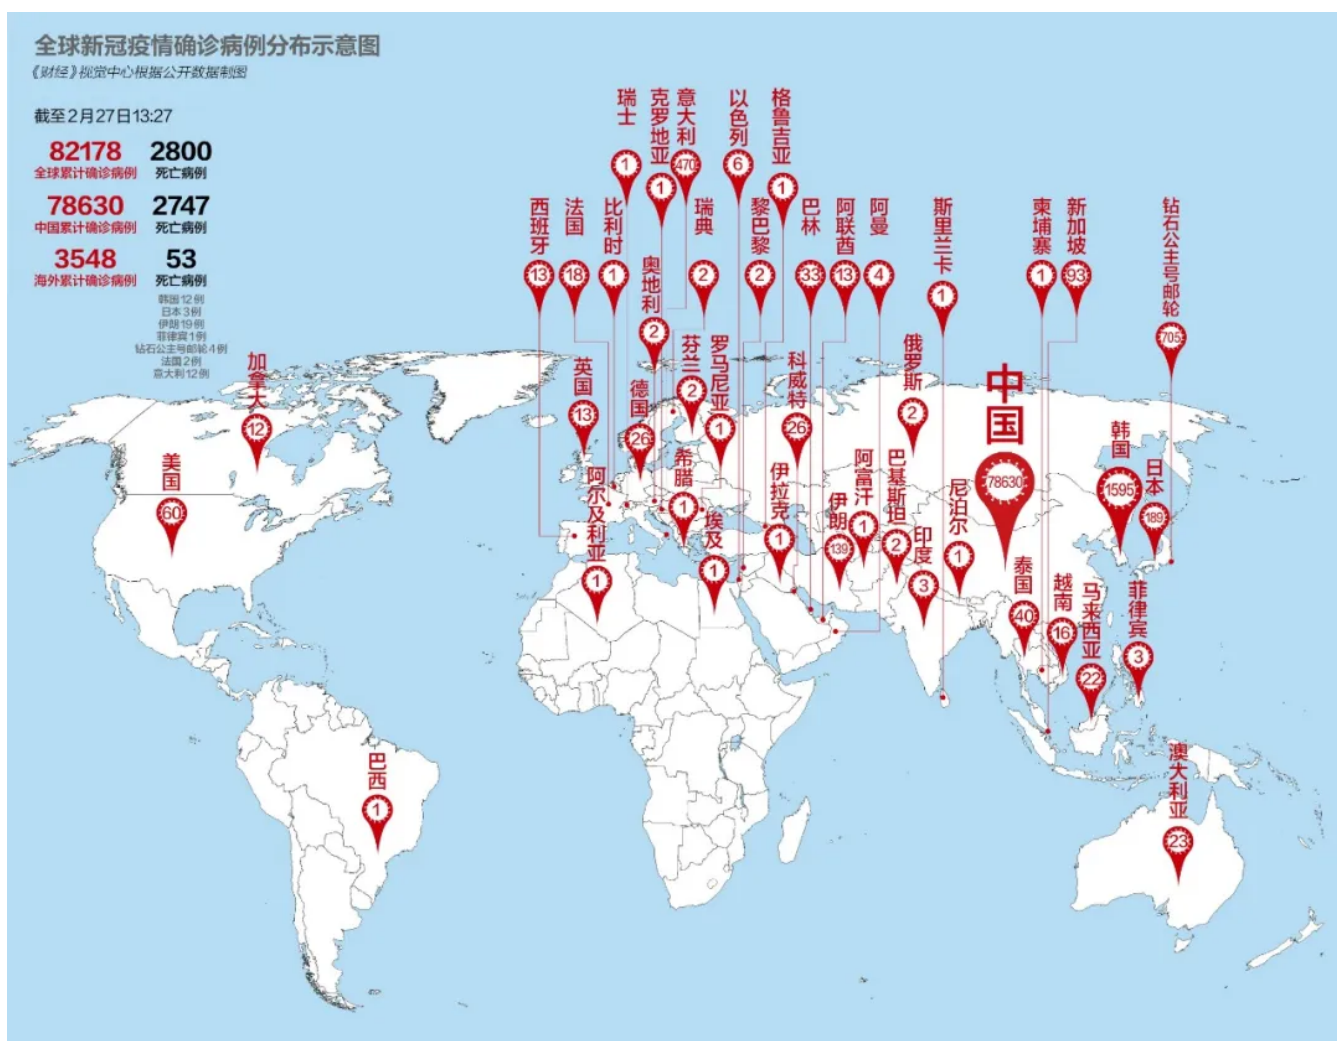 全球新冠疫情确诊病例分布示意图
《财经》视觉中心根据公开数据制图
截至2月27日13:27
82178 2800
全球累计确诊病例 死亡病例
78630 2747
中国累计确诊病例 死亡病例
3548 53
海外累计确诊病例 死亡病例
韩国12例
日本3例
伊朗19例
菲律宾1例
钻石公主号邮轮4例
法国2例
意大利12例
瑞士
1
克罗地亚
1
意大利
470
以色列
6
格鲁吉亚
1
西班牙
13
法国
18
比利时
1
奥地利
2
瑞典
2
黎巴黎
2
巴林
33
阿联酋
13
阿曼
4
斯里兰卡
1
柬埔寨
1
新加坡
93
钻石公主号邮轮
705
加拿大
12
美国
60
英国
13
德国
26
芬兰
2
罗马尼亚
1
科威特
26
俄罗斯
2
中国
78630
韩国
1595
日本
189
阿尔及利亚
1
希腊
1
埃及
1
伊拉克
1
伊朗
139
阿富汗
1
巴基斯坦
2
印度
3
尼泊尔
1
泰国
40
越南
16
马来西亚
22
菲律宾
3
巴西
1
澳大利亚
23